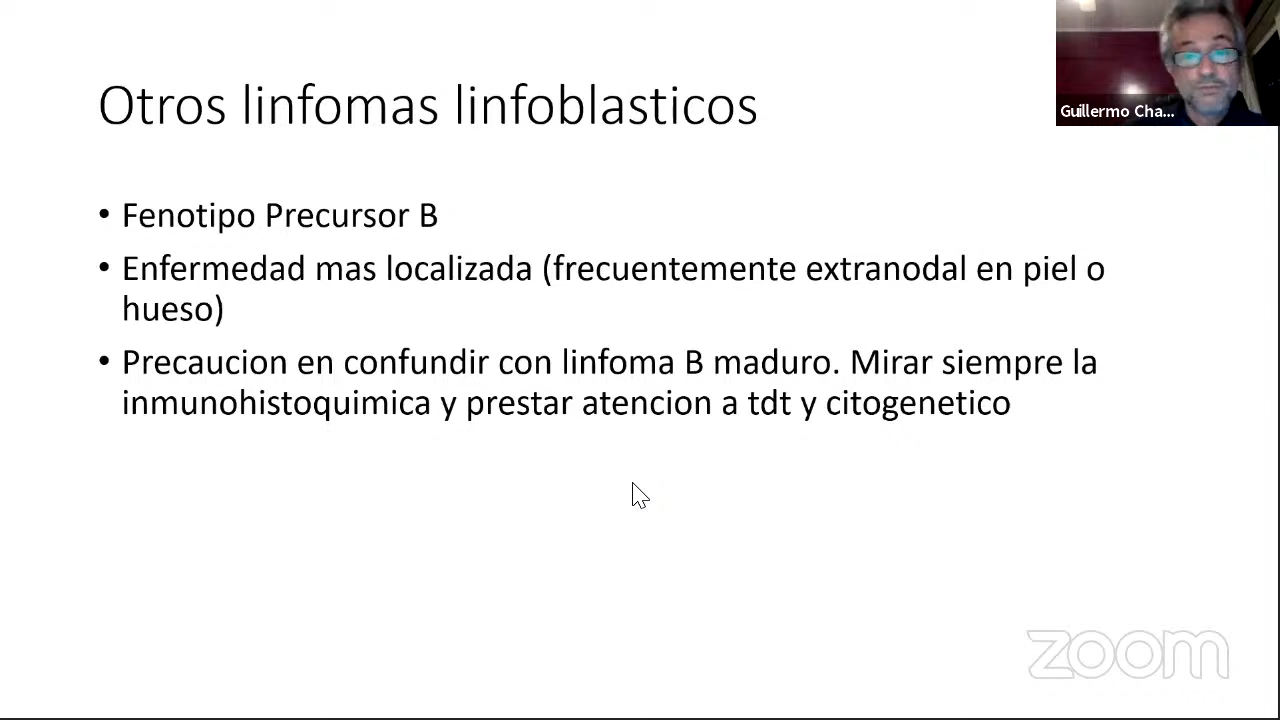 Otros linfomas linfoblasticos
Guillermo Cha...
• Fenotipo Precursor B
• Enfermedad mas localizada (frecuentemente extranodal en piel o
hueso)
• Precaucion en confundir con linfoma B maduro. Mirar siempre la
inmunohistoquimica y prestar atencion a tdt y citogenetico
zoom